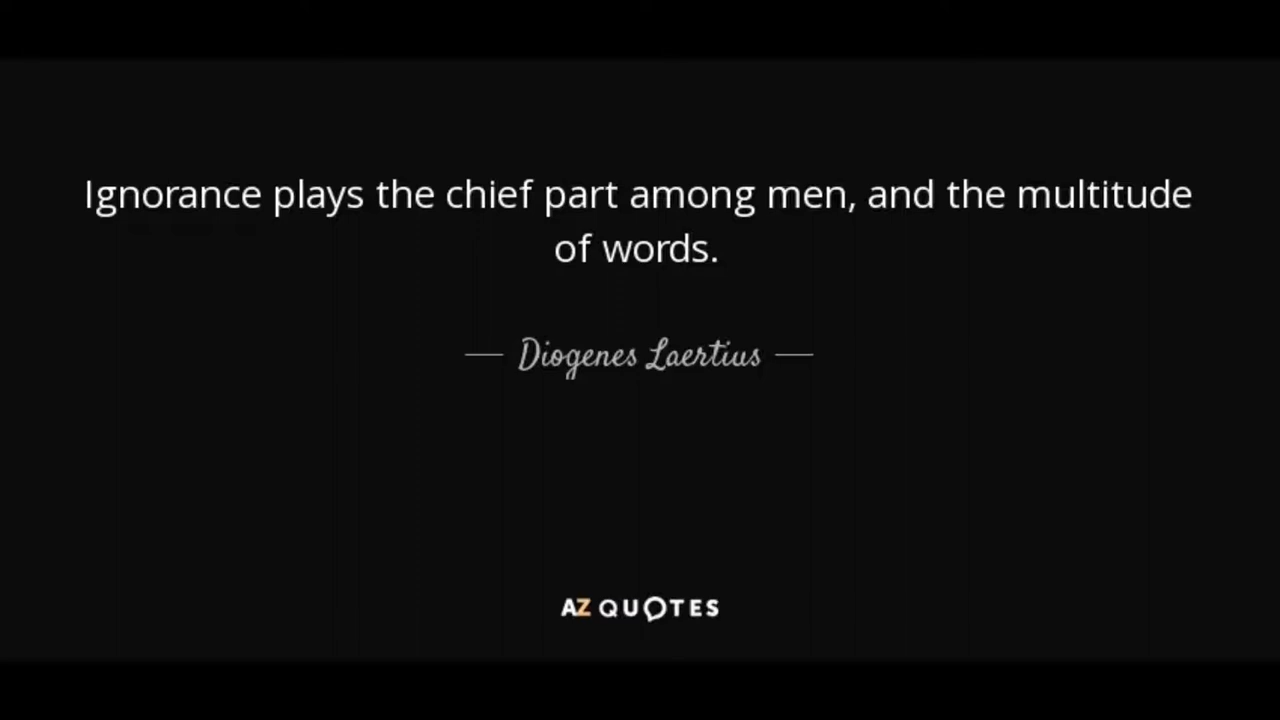 Ignorance plays the chief part among men, and the multitude
of words.
— Diogenes Laertius —
AZ QUOTES